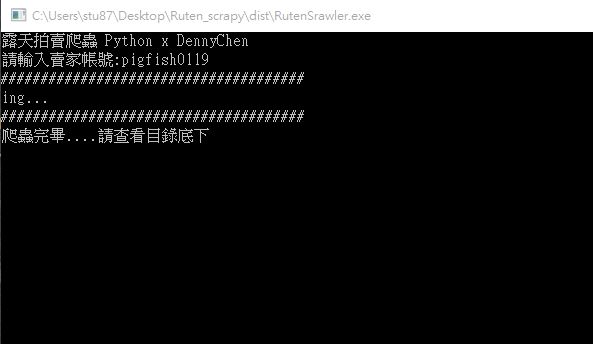 C:\Users\stu87\Desktop\Ruten_scrapy\dist\RutenSrawler.exe
露天拍賣爬蟲 Python x DennyChen
請輸入賣家帳號:pigfish0119
######################################
ing...
######################################
爬蟲完畢....請查看目錄底下